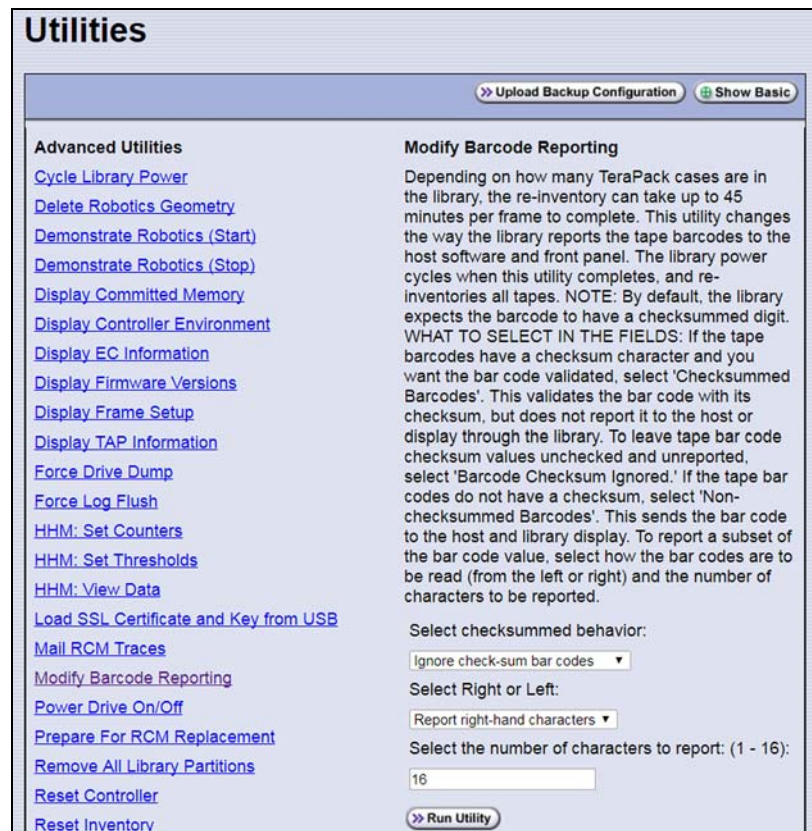 Utilities
Upload Backup Configuration
Show Basic
Advanced Utilities
Cycle Library Power
Delete Robotics Geometry
Demonstrate Robotics (Start)
Demonstrate Robotics (Stop)
Display Committed Memory
Display Controller Environment
Display EC Information
Display Firmware Versions
Display Frame Setup
Display TAP Information
Force Drive Dump
Force Log Flush
HHM: Set Counters
HHM: Set Thresholds
HHM: View Data
Load SSL Certificate and Key from USB
Mail RCM Traces
Modify Barcode Reporting
Power Drive On/Off
Prepare For RCM Replacement
Remove All Library Partitions
Reset Controller
Reset Inventory
Modify Barcode Reporting
Depending on how many TeraPack cases are in
the library, the re-inventory can take up to 45
minutes per frame to complete. This utility changes
the way the library reports the tape barcodes to the
host software and front panel. The library power
cycles when this utility completes, and re-
inventories all tapes. NOTE: By default, the library
expects the barcode to have a checksummed digit.
WHAT TO SELECT IN THE FIELDS: If the tape
barcodes have a checksum character and you
want the bar code validated, select 'Checksummed
Barcodes'. This validates the bar code with its
checksum, but does not report it to the host or
display through the library. To leave tape bar code
checksum values unchecked and unreported,
select 'Barcode Checksum Ignored.' If the tape bar
codes do not have a checksum, select 'Non-
checksummed Barcodes'. This sends the bar code
to the host and library display. To report a subset of
the bar code value, select how the bar codes are to
be read (from the left or right) and the number of
characters to be reported.
Select checksummed behavior:
Ignore check-sum bar codes
Select Right or Left:
Report right-hand characters
Select the number of characters to report: (1 - 16):
16
Run Utility